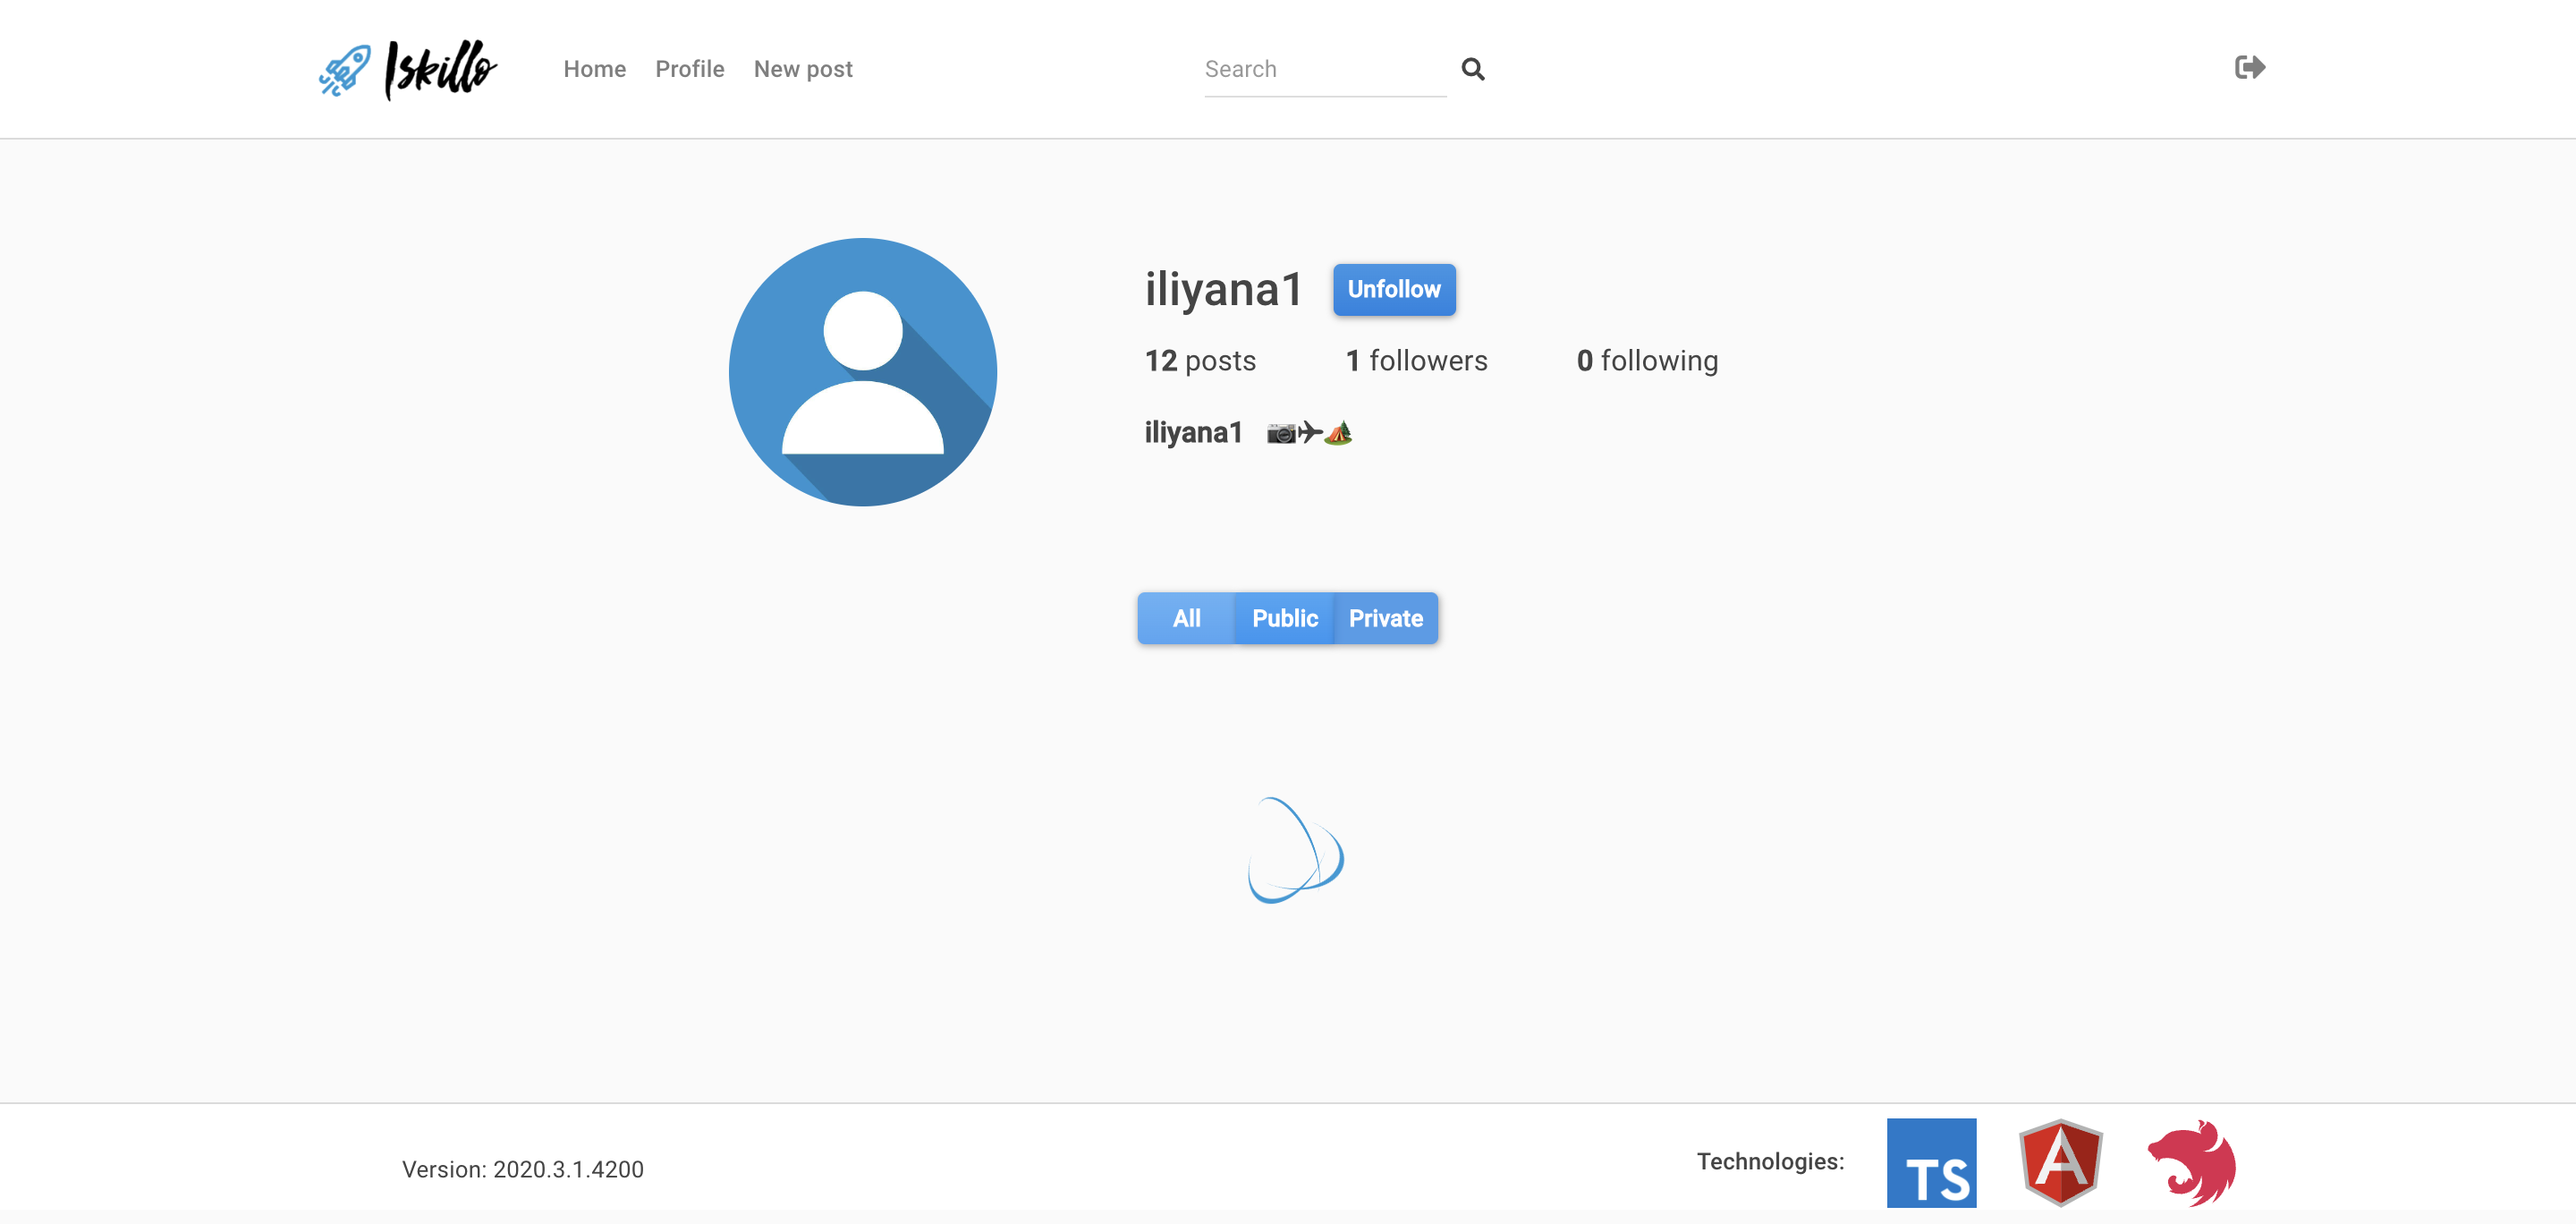 Iskillo
Home Profile New post Search
iliyana1 Unfollow
12 posts 1 followers 0 following
iliyana1 📷✈🏕
All Public Private
Version: 2020.3.1.4200
Technologies: TS A